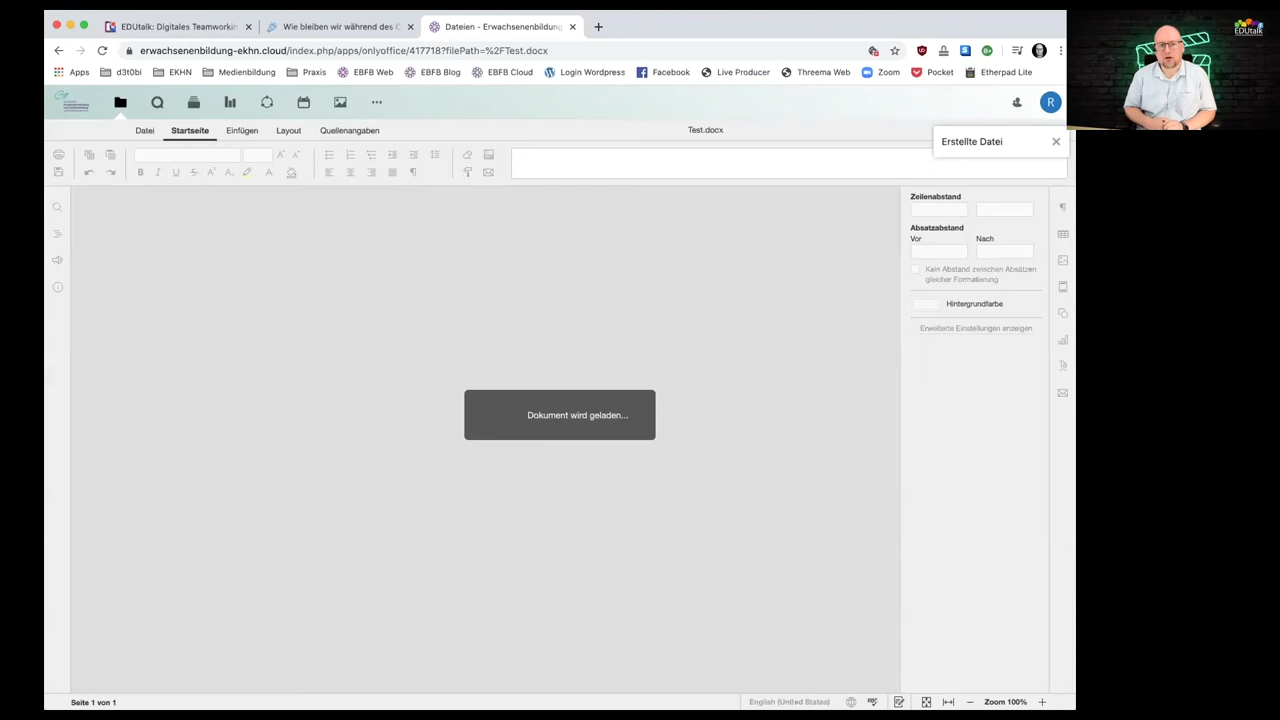 EDUtalk: Digitales Teamworkin
Wie bleiben wir während des C
Dateien - Erwachsenenbildung
erwachsenenbildung-ekhn.cloud/index.php/apps/onlyoffice/417718?filePath=%2FTest.docx
Apps d3t0bi EKHN Medienbildung Praxis EBFB Web EBFB Blog EBFB Cloud Login Wordpress Facebook Live Producer Threema Web Zoom Pocket Etherpad Lite
EDUtalk
R
Datei Startseite Einfügen Layout Quellenangaben
Test.docx
Erstellte Datei
Zeilenabstand
Absatzabstand
Vor Nach
Kein Abstand zwischen Absätzen
gleicher Formatierung
Hintergrundfarbe
Erweiterte Einstellungen anzeigen
Dokument wird geladen...
Seite 1 von 1
English (United States)
Zoom 100%